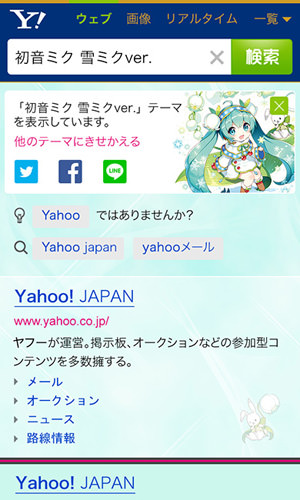 Y!
ウェブ 画像 リアルタイム 一覧
初音ミク 雪ミクver. × 検索
「初音ミク 雪ミクver.」テーマ
を表示しています。
他のテーマにきせかえる
LINE
Yahoo ではありませんか?
Yahoo japan yahooメール
Yahoo! JAPAN
www.yahoo.co.jp/
ヤフーが運営。掲示板、オークションなどの参加型コ
ンテンツを多数擁する。
メール
オークション
ニュース
路線情報
Yahoo! JAPAN